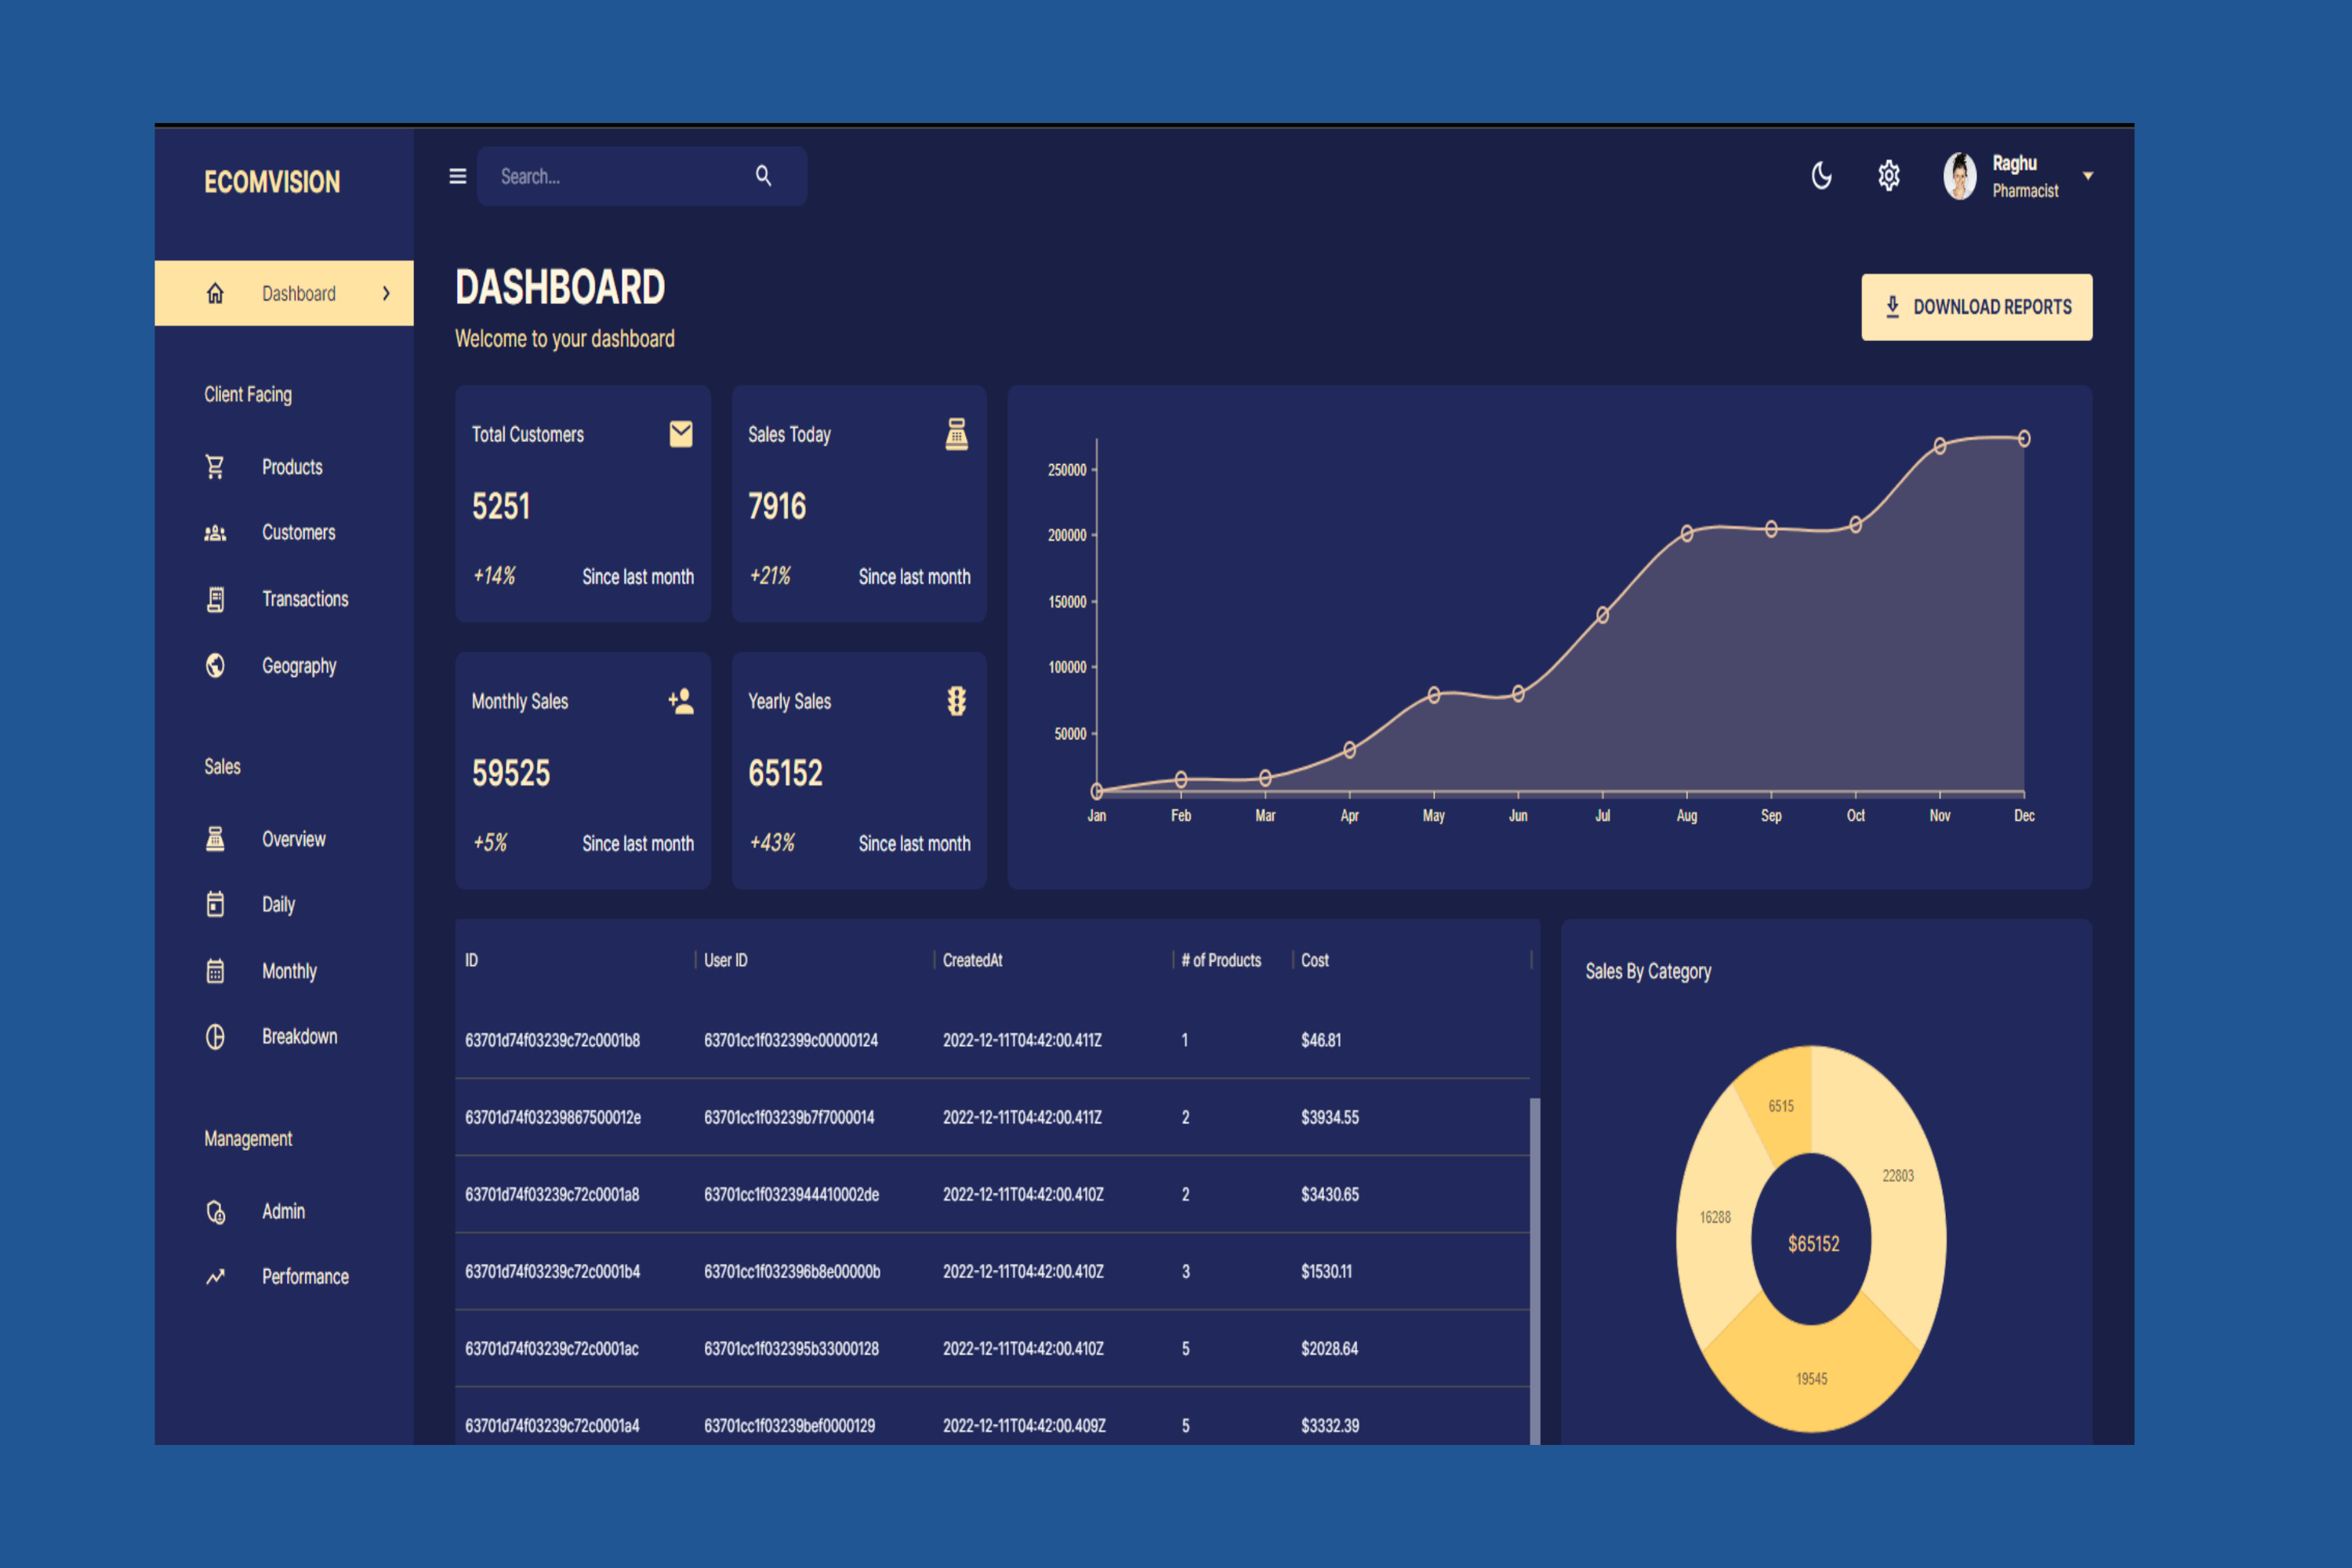 ECOMVISION
Dashboard
Client Facing
Products
Customers
Transactions
Geography
Sales
Overview
Daily
Monthly
Breakdown
Management
Admin
Performance
Search...
Raghu
Pharmacist
DASHBOARD
Welcome to your dashboard
DOWNLOAD REPORTS
Total Customers
5251
+14% Since last month
Sales Today
7916
+21% Since last month
Monthly Sales
59525
+5% Since last month
Yearly Sales
65152
+43% Since last month
250000
200000
150000
100000
50000
Jan Feb Mar Apr May Jun Jul Aug Sep Oct Nov Dec
ID User ID CreatedAt # of Products Cost
63701d74f03239c72c0001b8 63701cc1f032399c00000124 2022-12-11T04:42:00.411Z 1 $46.81
63701d74f03239867500012e 63701cc1f03239b7f7000014 2022-12-11T04:42:00.411Z 2 $3934.55
63701d74f03239c72c0001a8 63701cc1f0323944410002de 2022-12-11T04:42:00.410Z 2 $3430.65
63701d74f03239c72c0001b4 63701cc1f032396b8e00000b 2022-12-11T04:42:00.410Z 3 $1530.11
63701d74f03239c72c0001ac 63701cc1f032395b33000128 2022-12-11T04:42:00.410Z 5 $2028.64
63701d74f03239c72c0001a4 63701cc1f03239bef0000129 2022-12-11T04:42:00.409Z 5 $3332.39
Sales By Category
6515
22803
16288
$65152
19545